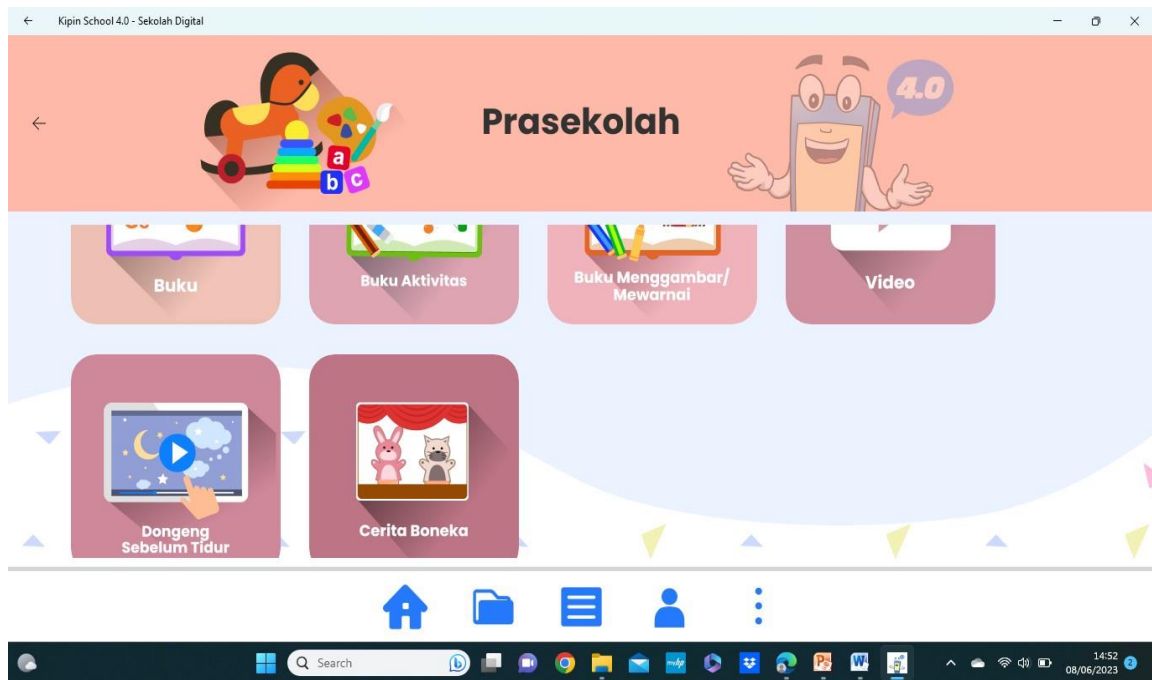 Kipin School 4.0 - Sekolah Digital
Prasekolah
4.0
a
b c
Buku
Buku Aktivitas
Buku Menggambar/
Mewarnai
Video
Dongeng
Sebelum Tidur
Cerita Boneka
Search
myhp
14:52
08/06/2023
2